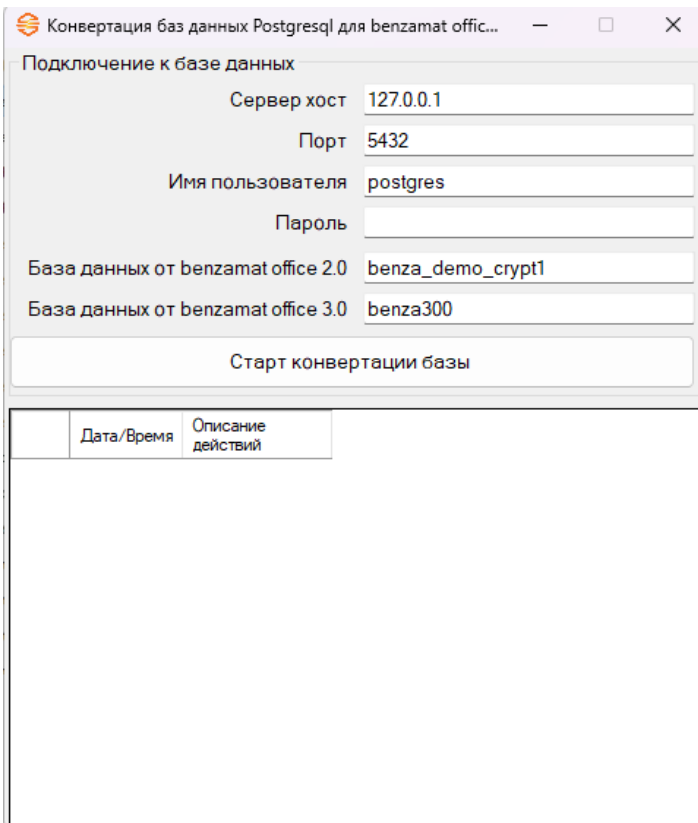 Конвертация баз данных Postgresql для benzamat offic...
Подключение к базе данных
Сервер хост 127.0.0.1
Порт 5432
Имя пользователя postgres
Пароль
База данных от benzamat office 2.0 benza_demo_crypt1
База данных от benzamat office 3.0 benza300
Старт конвертации базы
Дата/Время Описание
действий